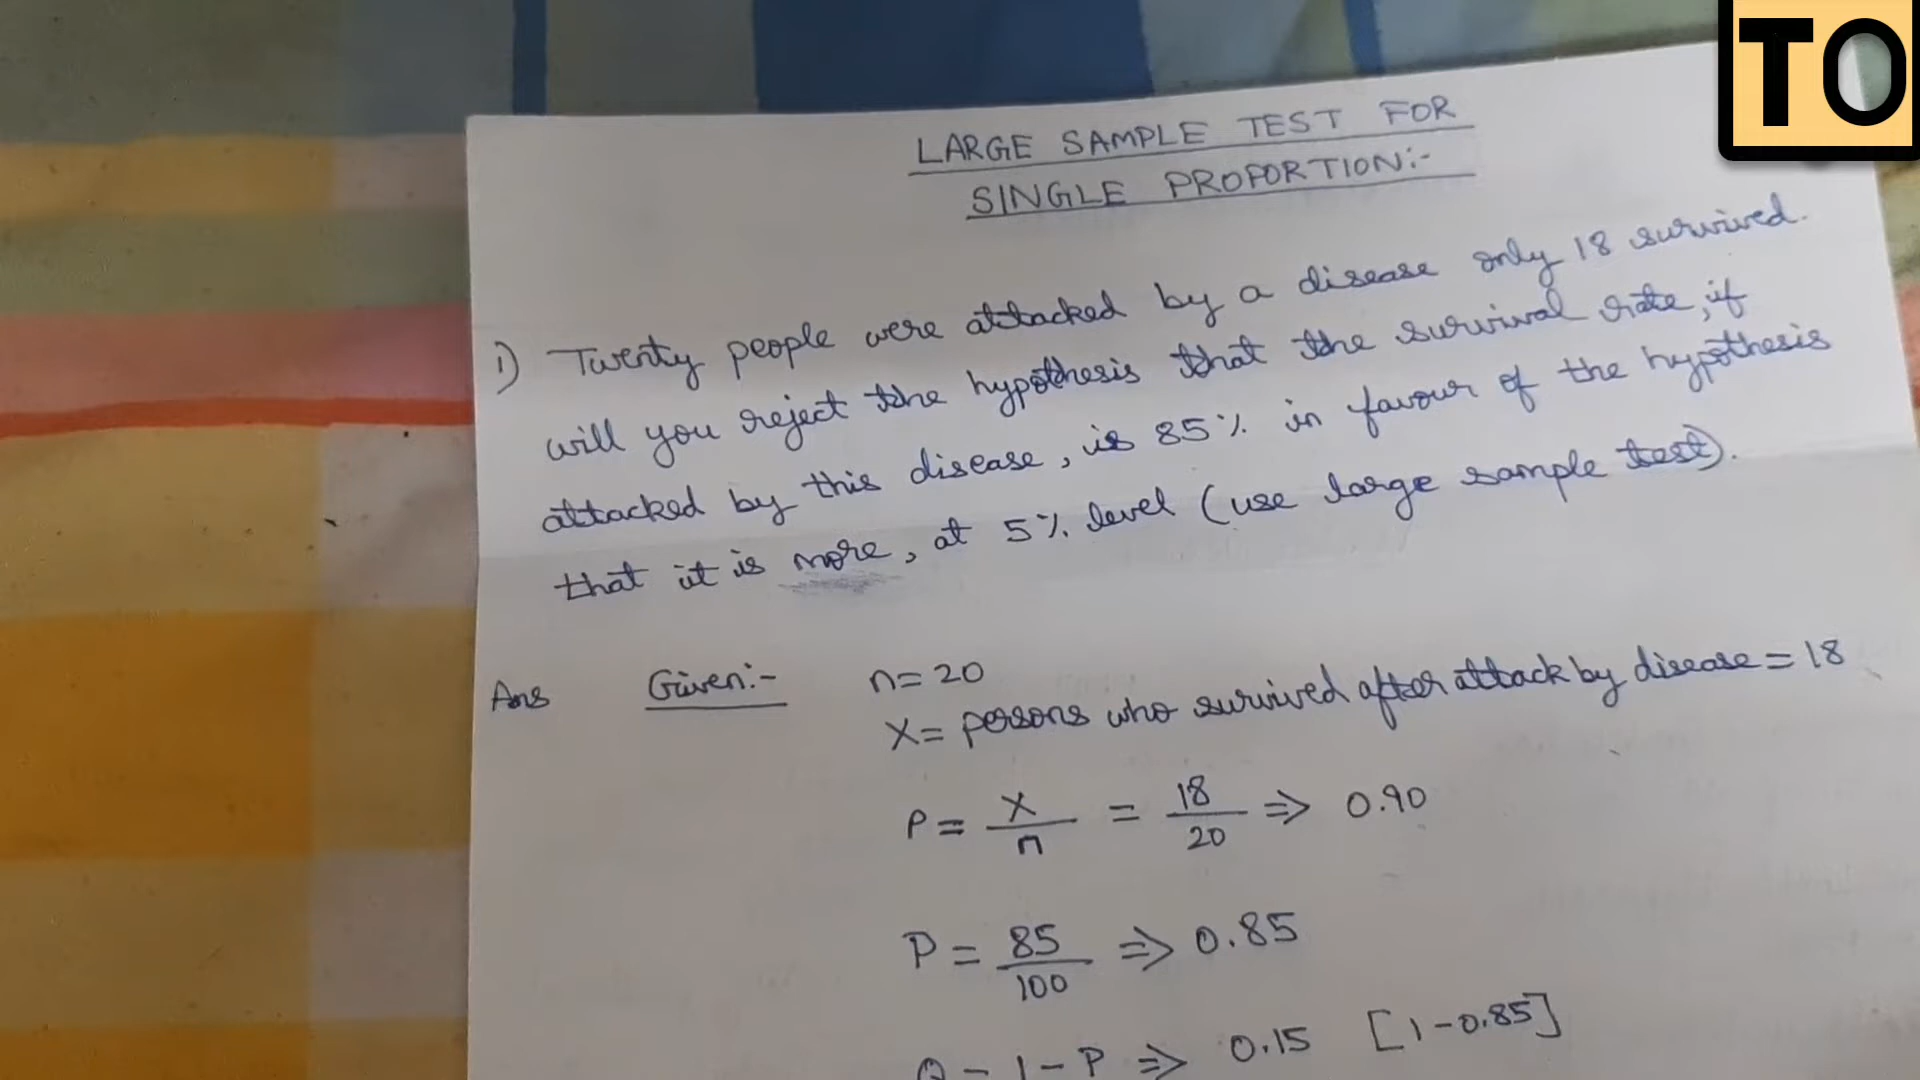 TO
LARGE SAMPLE TEST FOR
SINGLE PROPORTION:-
1) Twenty people were attacked by a disease only 18 survived.
will you reject the hypothesis that the survival rate, if
attacked by this disease, is 85% in favour of the hypothesis
that it is more, at 5% level (use large sample test).
Ans Given:- n=20
X= persons who survived after attack by disease = 18
P = X/n = 18/20 => 0.90
P = 85/100 => 0.85
Q = 1-P => 0.15 [1-0.85]